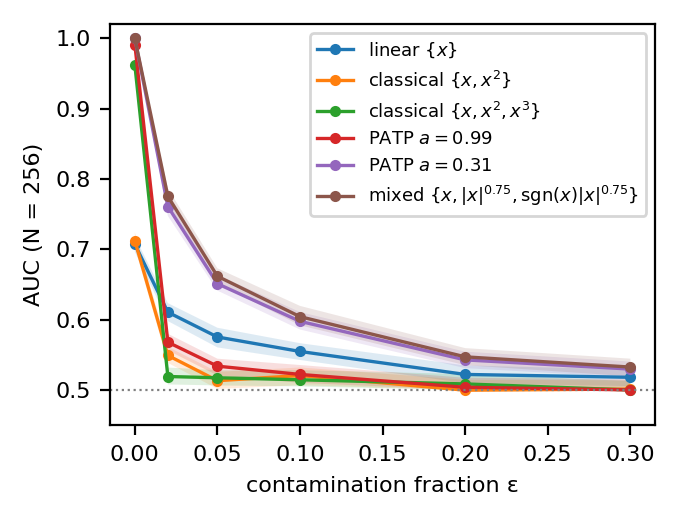 1.0
0.9
0.8
0.7
0.6
0.5
AUC (N = 256)
linear {x}
classical {x, x²}
classical {x, x², x³}
PATP a = 0.99
PATP a = 0.31
mixed {x, |x|^0.75, sgn(x)|x|^0.75}
0.00 0.05 0.10 0.15 0.20 0.25 0.30
contamination fraction ε